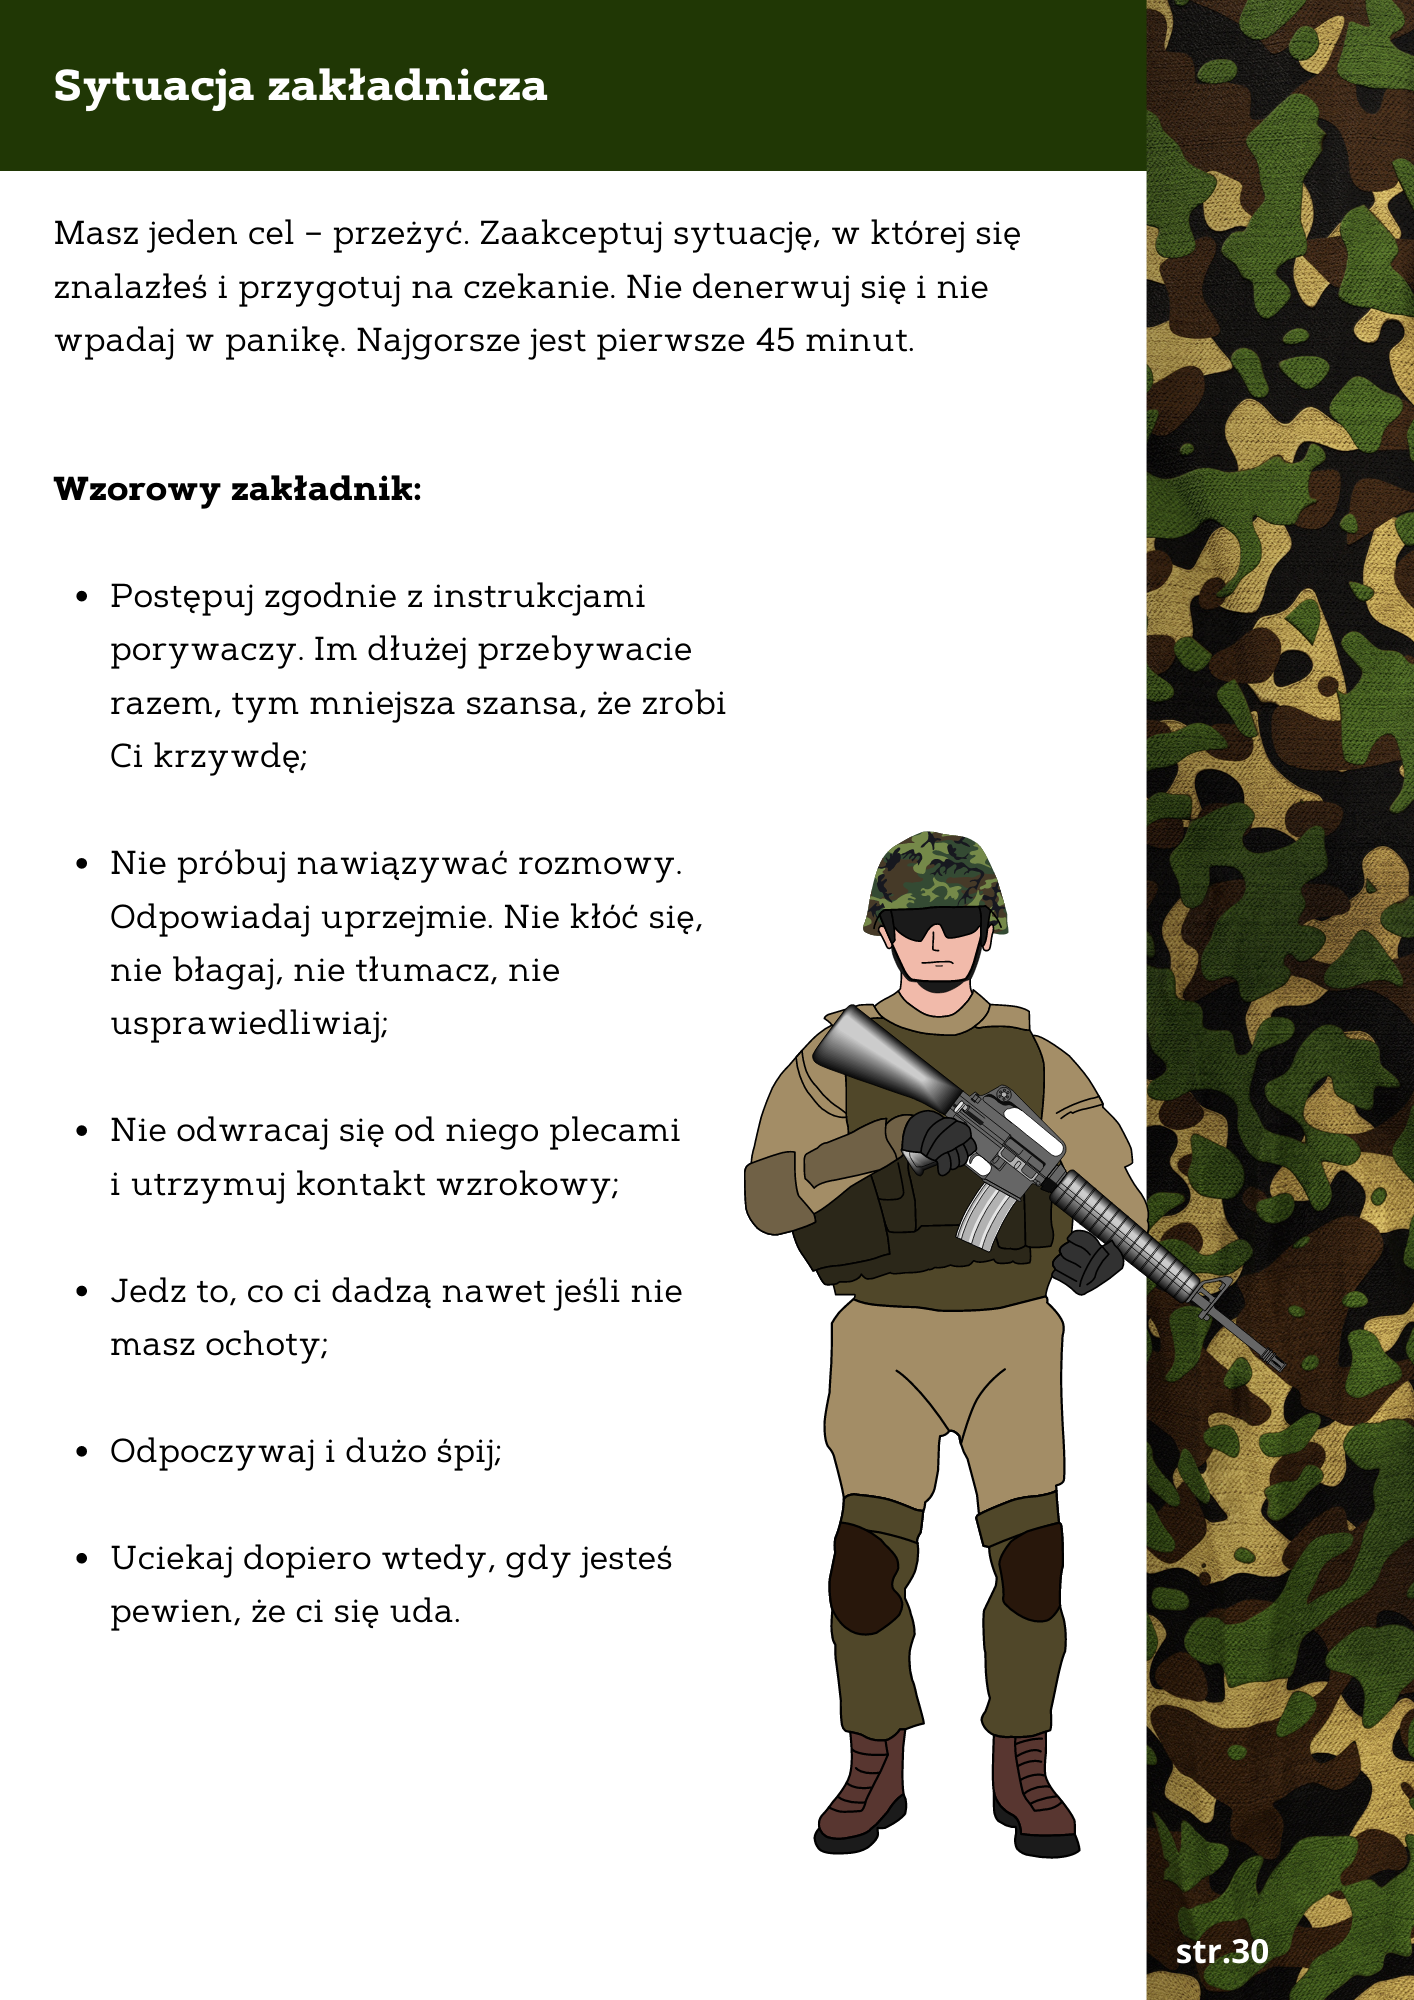 Sytuacja zakładnicza
Masz jeden cel – przeżyć. Zaakceptuj sytuację, w której się
znalazłeś i przygotuj na czekanie. Nie denerwuj się i nie
wpadaj w panikę. Najgorsze jest pierwsze 45 minut.
Wzorowy zakładnik:
• Postępuj zgodnie z instrukcjami
porywaczy. Im dłużej przebywacie
razem, tym mniejsza szansa, że zrobi
Ci krzywdę;
• Nie próbuj nawiązywać rozmowy.
Odpowiadaj uprzejmie. Nie kłóć się,
nie błagaj, nie tłumacz, nie
usprawiedliwiaj;
• Nie odwracaj się od niego plecami
i utrzymuj kontakt wzrokowy;
• Jedz to, co ci dadzą nawet jeśli nie
masz ochoty;
• Odpoczywaj i dużo śpij;
• Uciekaj dopiero wtedy, gdy jesteś
pewien, że ci się uda.
str.30